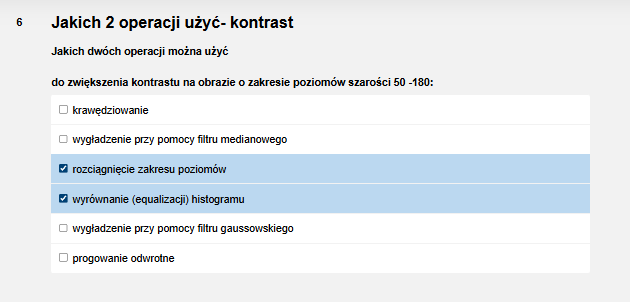 6
Jakich 2 operacji użyć- kontrast
Jakich dwóch operacji można użyć
do zwiększenia kontrastu na obrazie o zakresie poziomów szarości 50 -180:
krawędziowanie
wygładzenie przy pomocy filtru medianowego
rozciągnięcie zakresu poziomów
wyrównanie (equalizacji) histogramu
wygładzenie przy pomocy filtru gaussowskiego
progowanie odwrotne